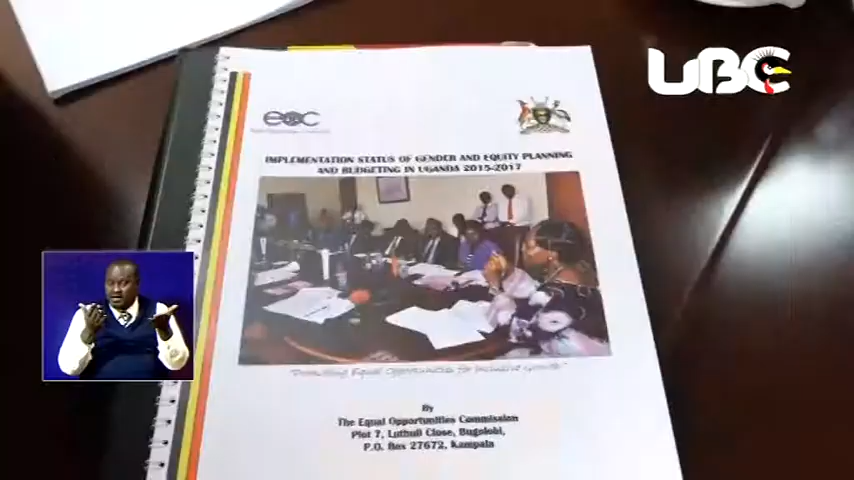 UBC
eoc
IMPLEMENTATION STATUS OF GENDER AND EQUITY PLANNING
AND BUDGETING IN UGANDA 2015-2017
"Promoting Equal Opportunities for Inclusive Growth"
By
The Equal Opportunities Commission
Plot 7, Luthuli Close, Bugolobi,
P.O. Box 27672, Kampala